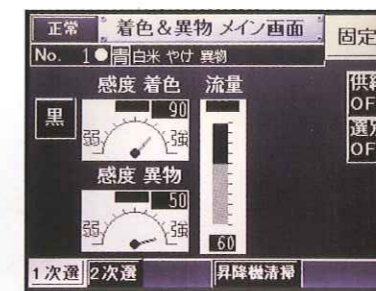 正常 着色&異物 メイン画面 固定
No. 1 青 白米 やけ 異物
感度 着色 流量
黒
90
弱 強
感度 異物
50
弱 強
60
供給
OF
選別
OF
1次選 2次選 昇降機清掃